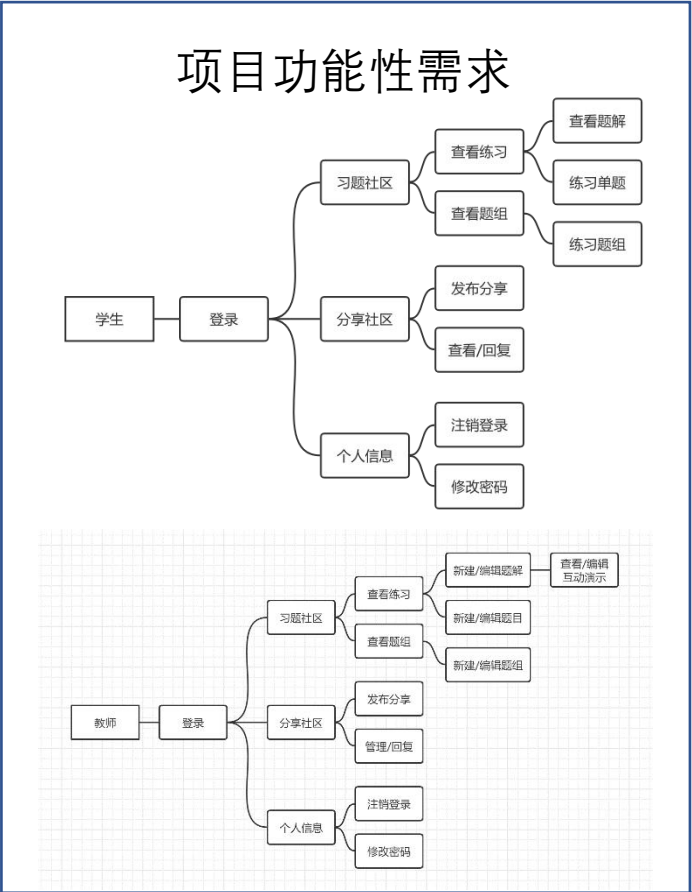 项目功能性需求
查看题解
查看练习
习题社区
练习单题
查看题组
练习题组
发布分享
学生
登录
分享社区
查看/回复
注销登录
个人信息
修改密码
新建/编辑题解
查看/编辑
互动演示
查看练习
习题社区
新建/编辑题目
查看题组
新建/编辑题组
发布分享
教师
登录
分享社区
管理/回复
注销登录
个人信息
修改密码